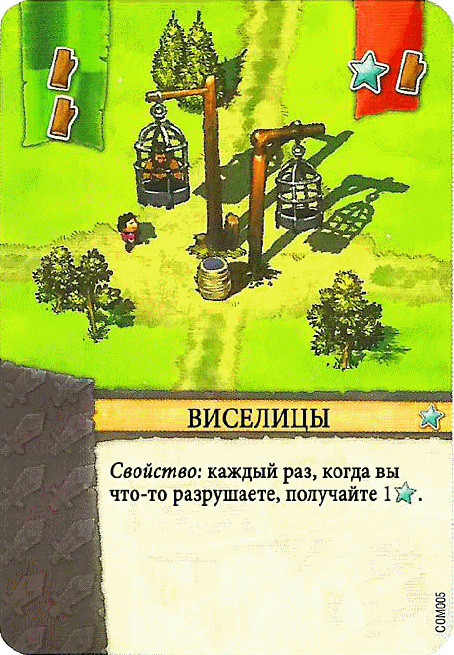 ВИСЕЛИЦЫ
Свойство: каждый раз, когда вы
что-то разрушаете, получайте 1 .
COM005